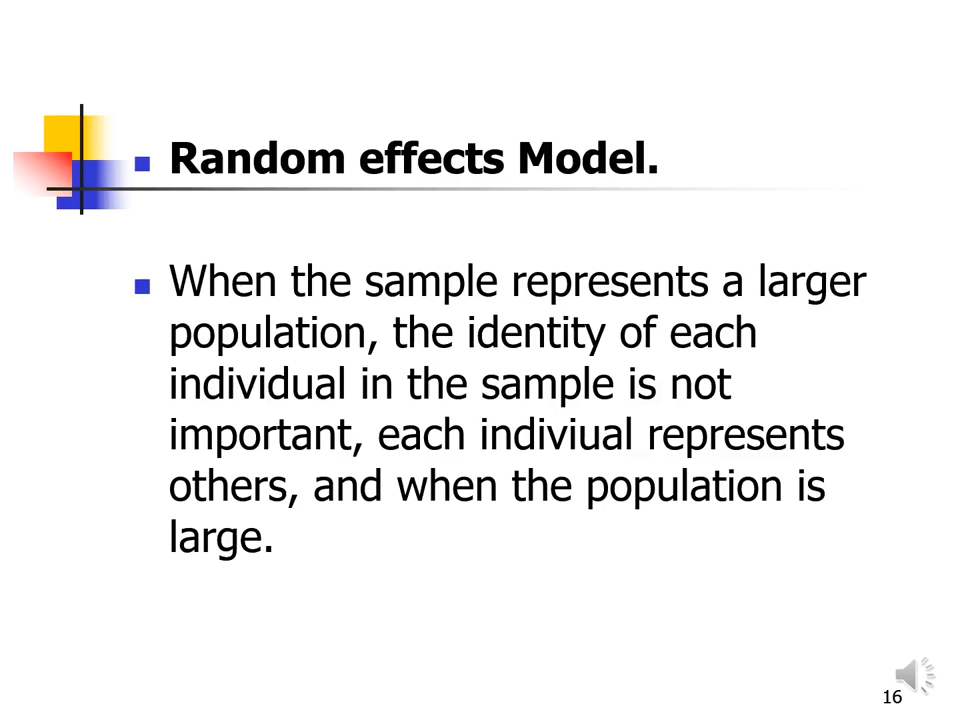 Random effects Model.
When the sample represents a larger
population, the identity of each
individual in the sample is not
important, each indiviual represents
others, and when the population is
large.
16